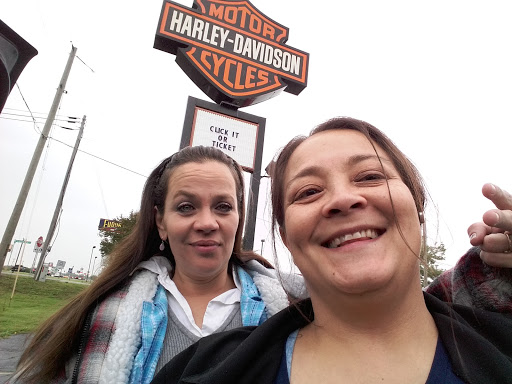 MOTOR
HARLEY-DAVIDSON
CYCLES
CLICK IT
OR
TICKET